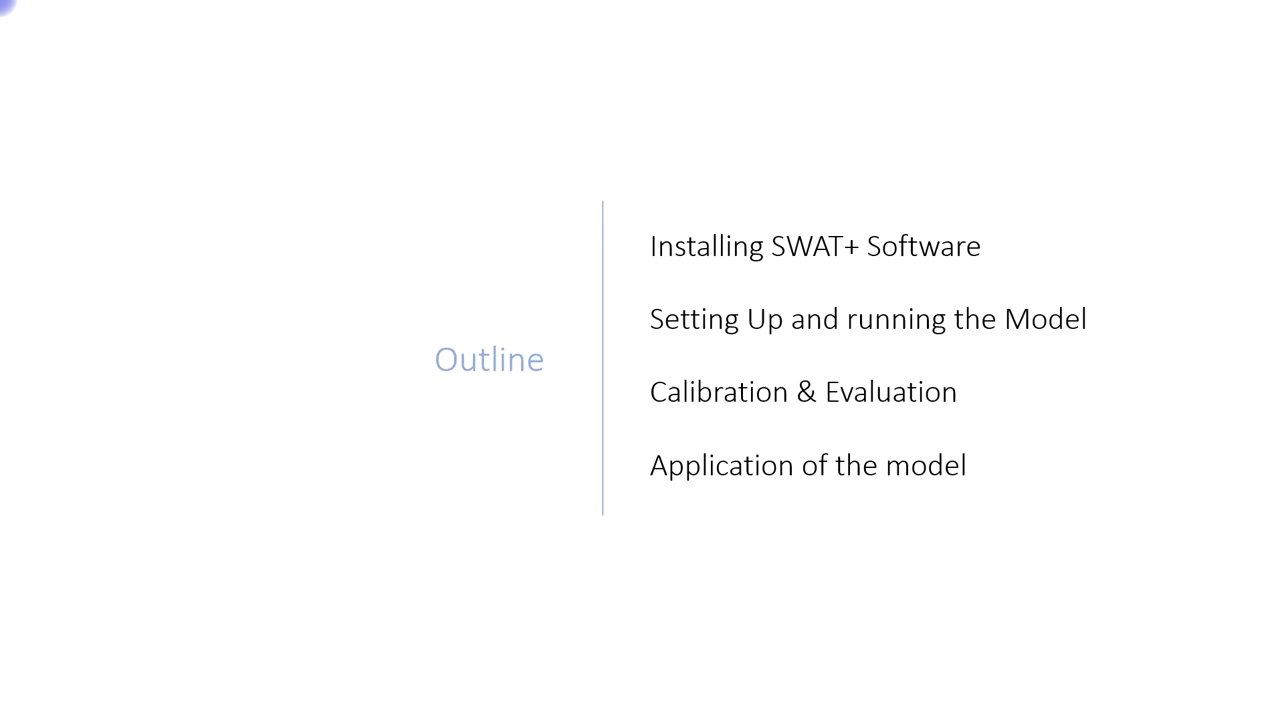 Outline
Installing SWAT+ Software
Setting Up and running the Model
Calibration & Evaluation
Application of the model